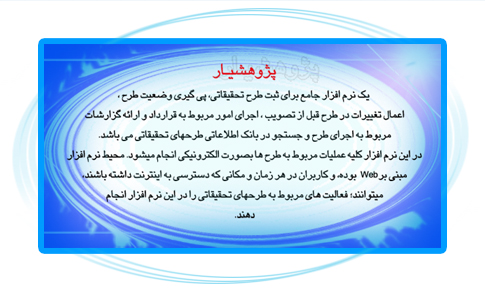 پژوهشیار
یک نرم افزار جامع برای ثبت طرح تحقیقاتی، پی گیری وضعیت طرح ،
اعمال تغییرات در طرح قبل از تصویب ، اجرای امور مربوط به قرارداد و ارائه گزارشات
مربوط به اجرای طرح و جستجو در بانک اطلاعاتی طرحهای تحقیقاتی می باشد.
در این نرم افزار کلیه عملیات مربوط به طرح ها بصورت الکترونیکی انجام میشود. محیط نرم افزار
مبنی بر Web بوده، و کاربران در هر زمان و مکانی که دسترسی به اینترنت داشته باشند،
میتوانند؛ فعالیت های مربوط به طرحهای تحقیقاتی را در این نرم افزار انجام
دهند.